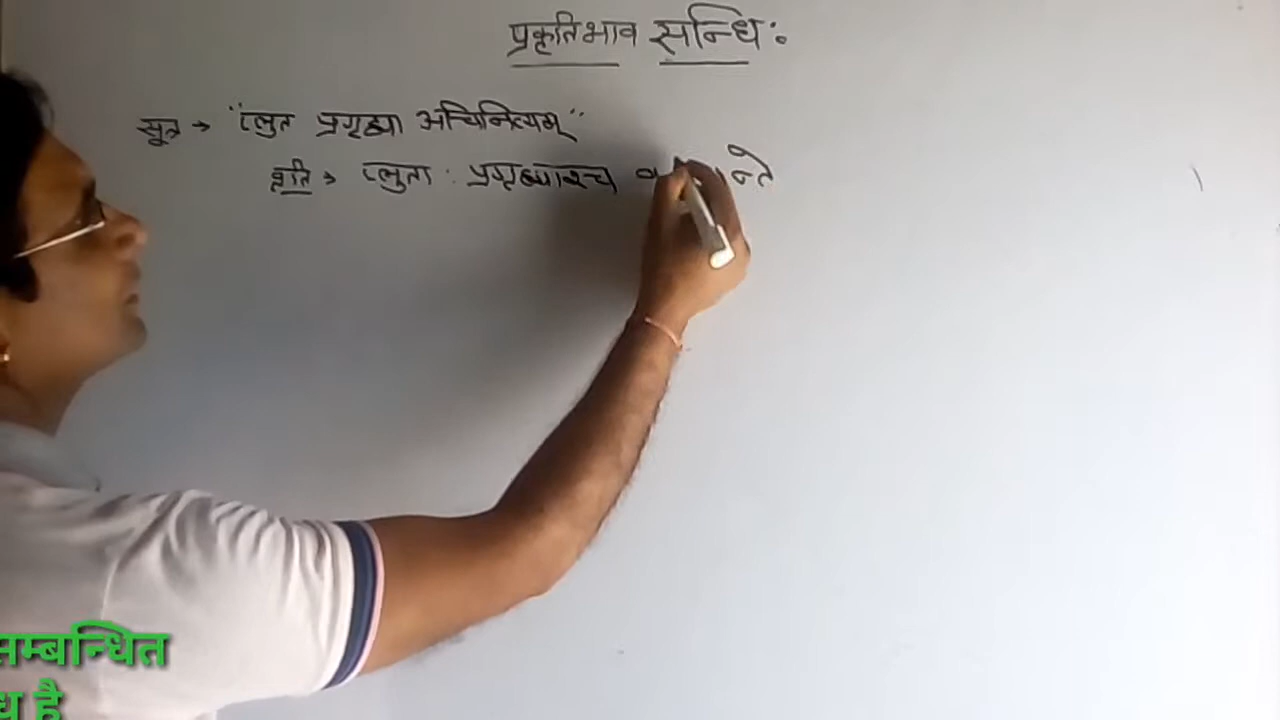 प्रकृतिभाव सन्धि:
सूत्र → "प्लुत प्रगृह्या अचिनित्यम्"
वृति → प्लुता: प्रगृह्याश्च
सम्बन्धित
ध है